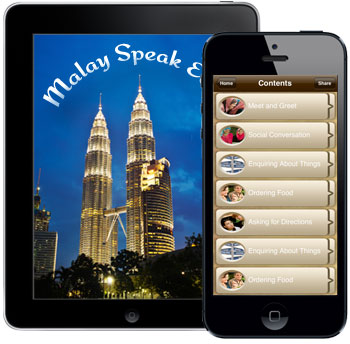 Malay Speak E
Home
Contents
Share
Meet and Greet
Social Conversation
Enquiring About Things
Ordering Food
Asking for Directions
Enquiring About Things
Ordering Food